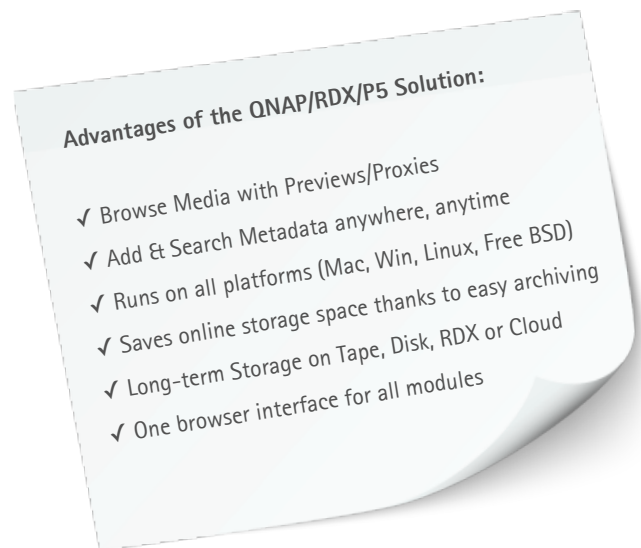 Advantages of the QNAP/RDX/P5 Solution:
✓ Browse Media with Previews/Proxies
✓ Add & Search Metadata anywhere, anytime
✓ Runs on all platforms (Mac, Win, Linux, Free BSD)
✓ Saves online storage space thanks to easy archiving
✓ Long-term Storage on Tape, Disk, RDX or Cloud
✓ One browser interface for all modules